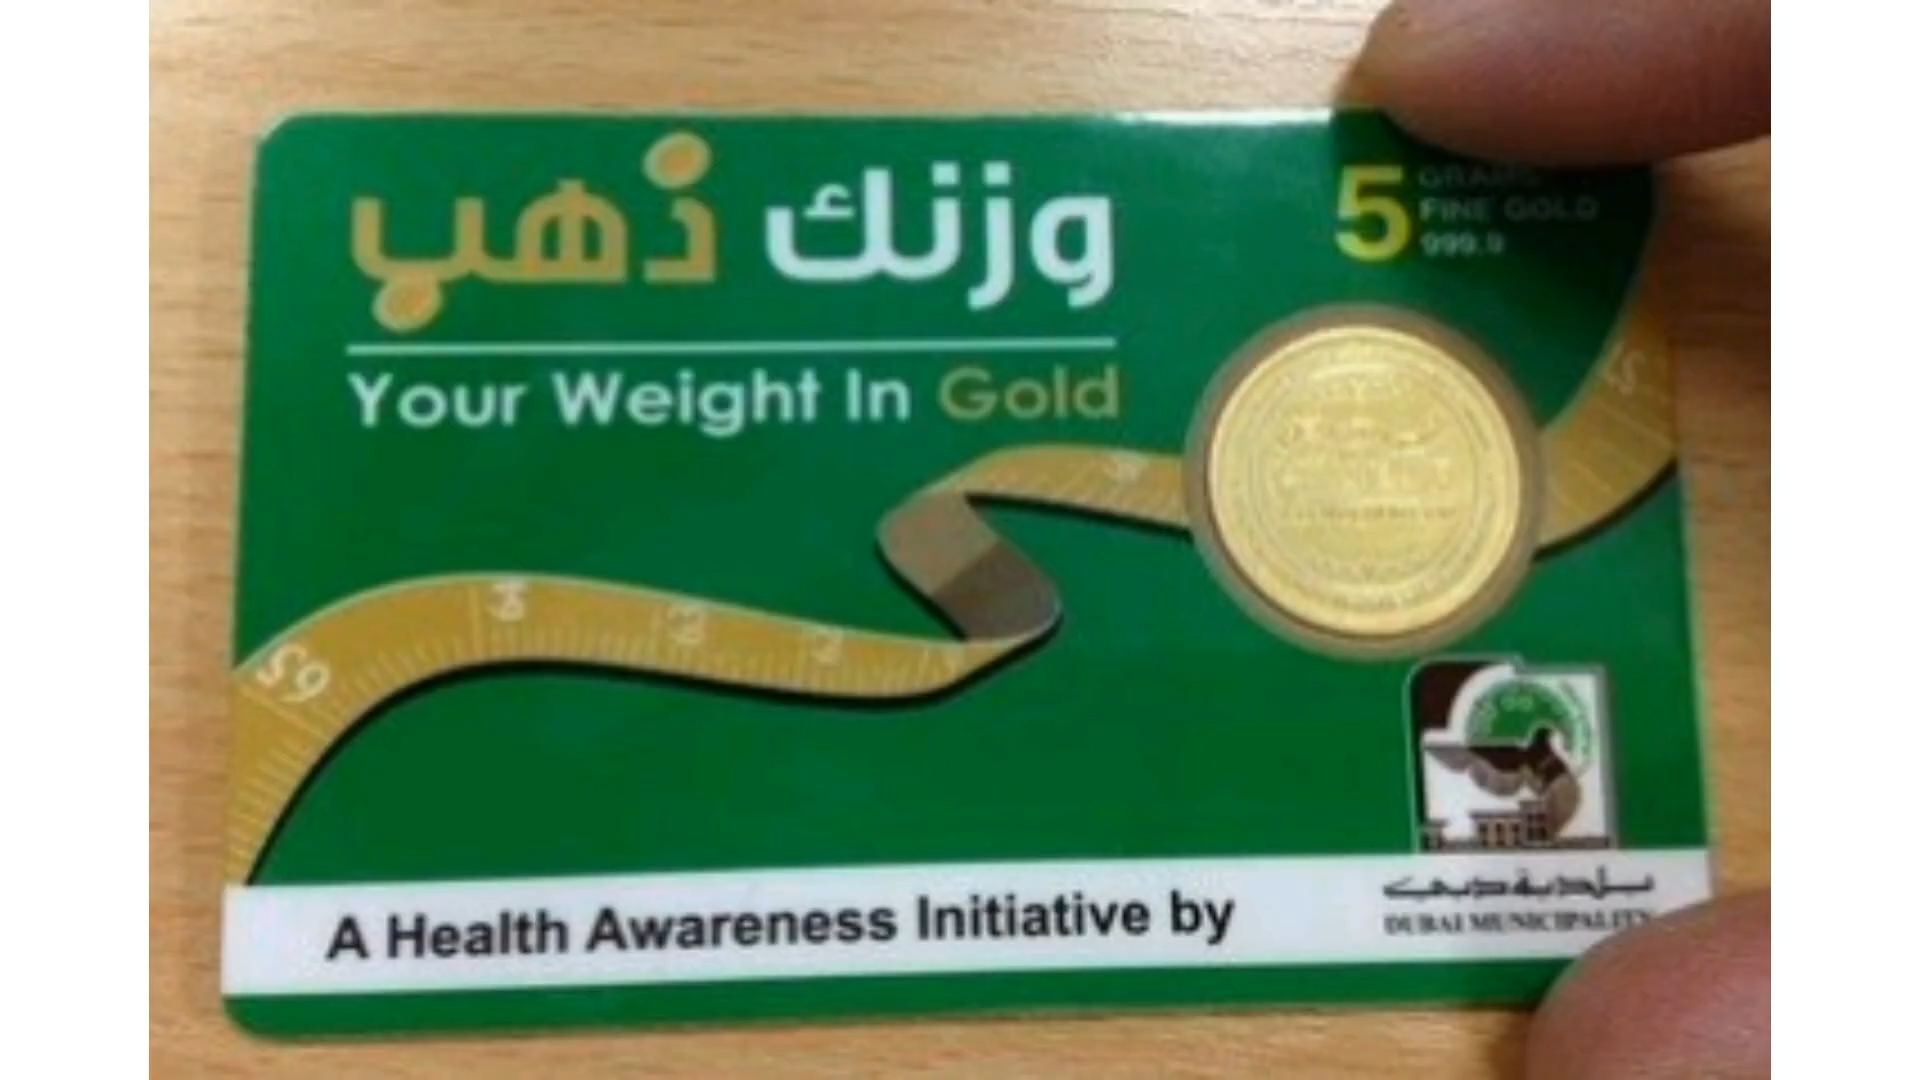 وزنك ذهب
Your Weight In Gold
5 GRAMS
FINE GOLD
999.9
A Health Awareness Initiative by
بلدية دبي
DUBAI MUNICIPALITY